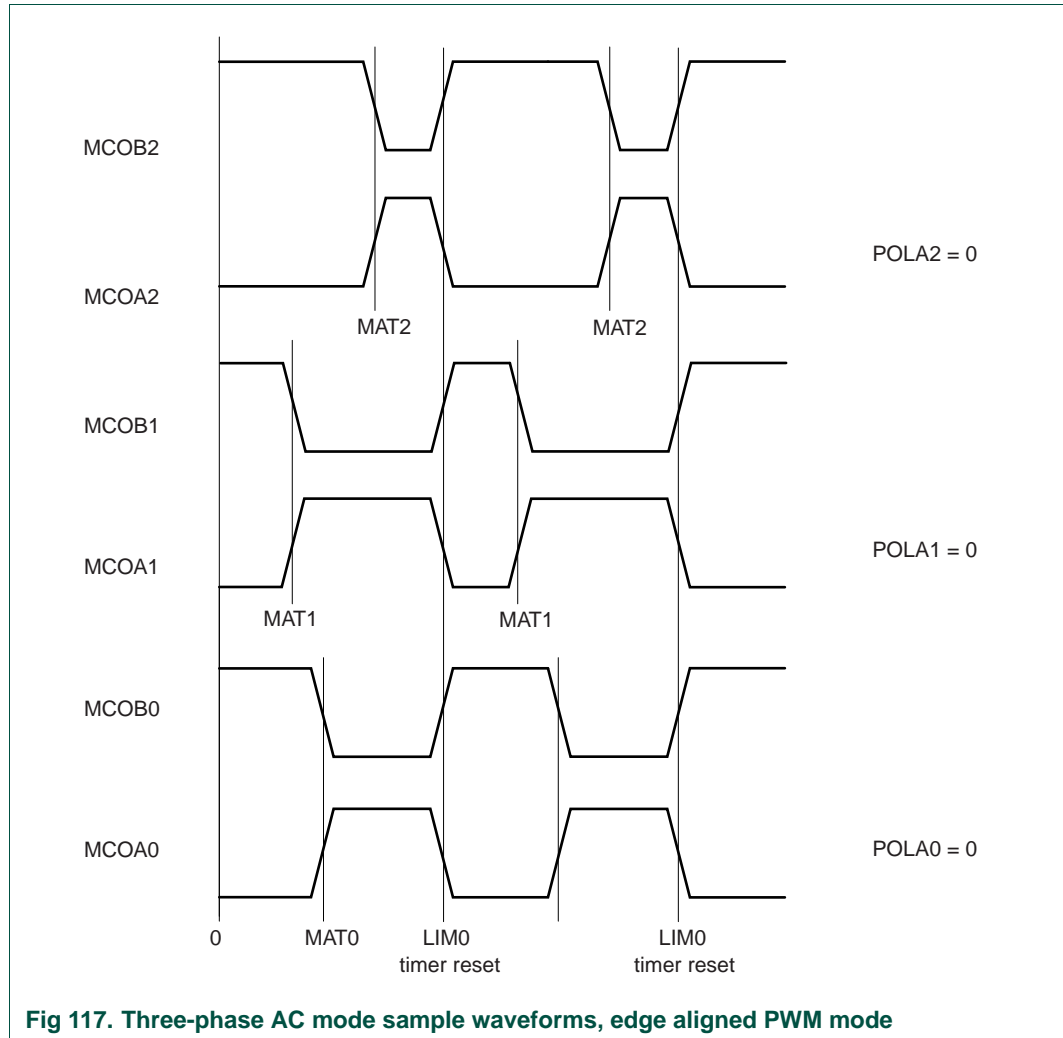 MCOB2
POLA2 = 0
MCOA2
MAT2
MAT2
MCOB1
MCOA1
POLA1 = 0
MAT1
MAT1
MCOB0
MCOA0
POLA0 = 0
0
MAT0
LIM0
timer reset
LIM0
timer reset
Fig 117. Three-phase AC mode sample waveforms, edge aligned PWM mode